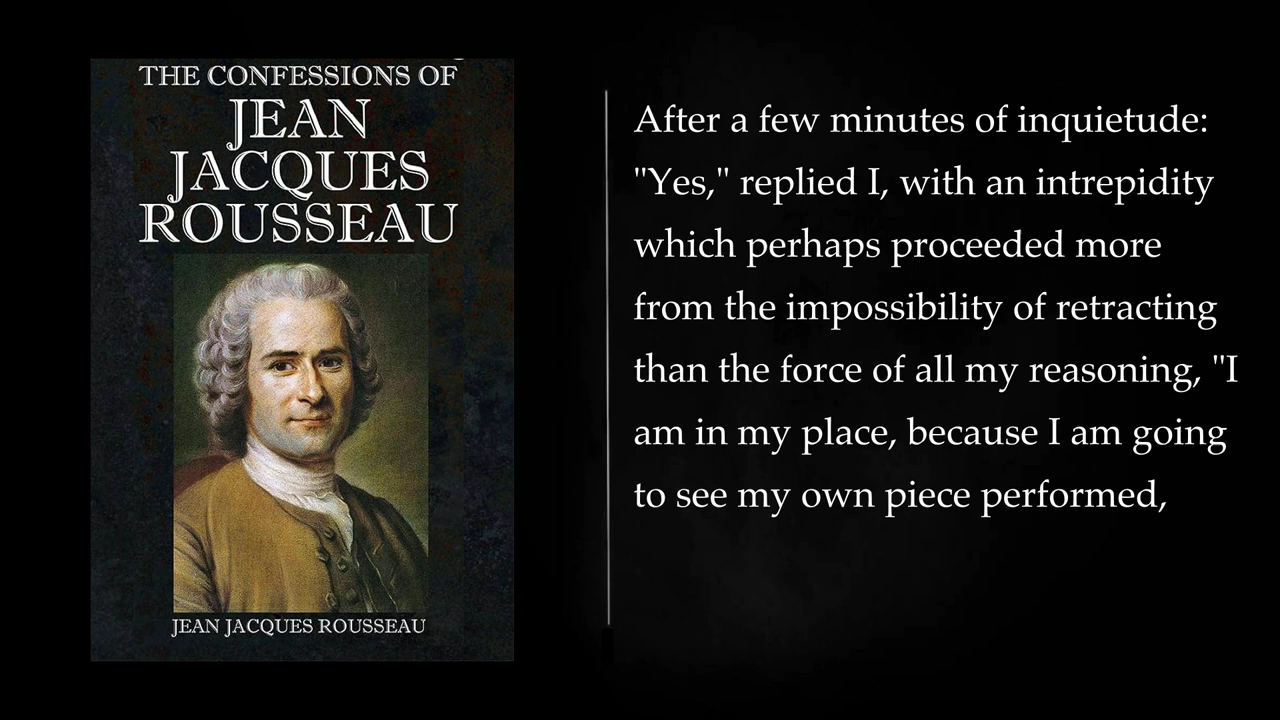 THE CONFESSIONS OF
JEAN
JACQUES
ROUSSEAU
JEAN JACQUES ROUSSEAU
After a few minutes of inquietude:
"Yes," replied I, with an intrepidity
which perhaps proceeded more
from the impossibility of retracting
than the force of all my reasoning, "I
am in my place, because I am going
to see my own piece performed,